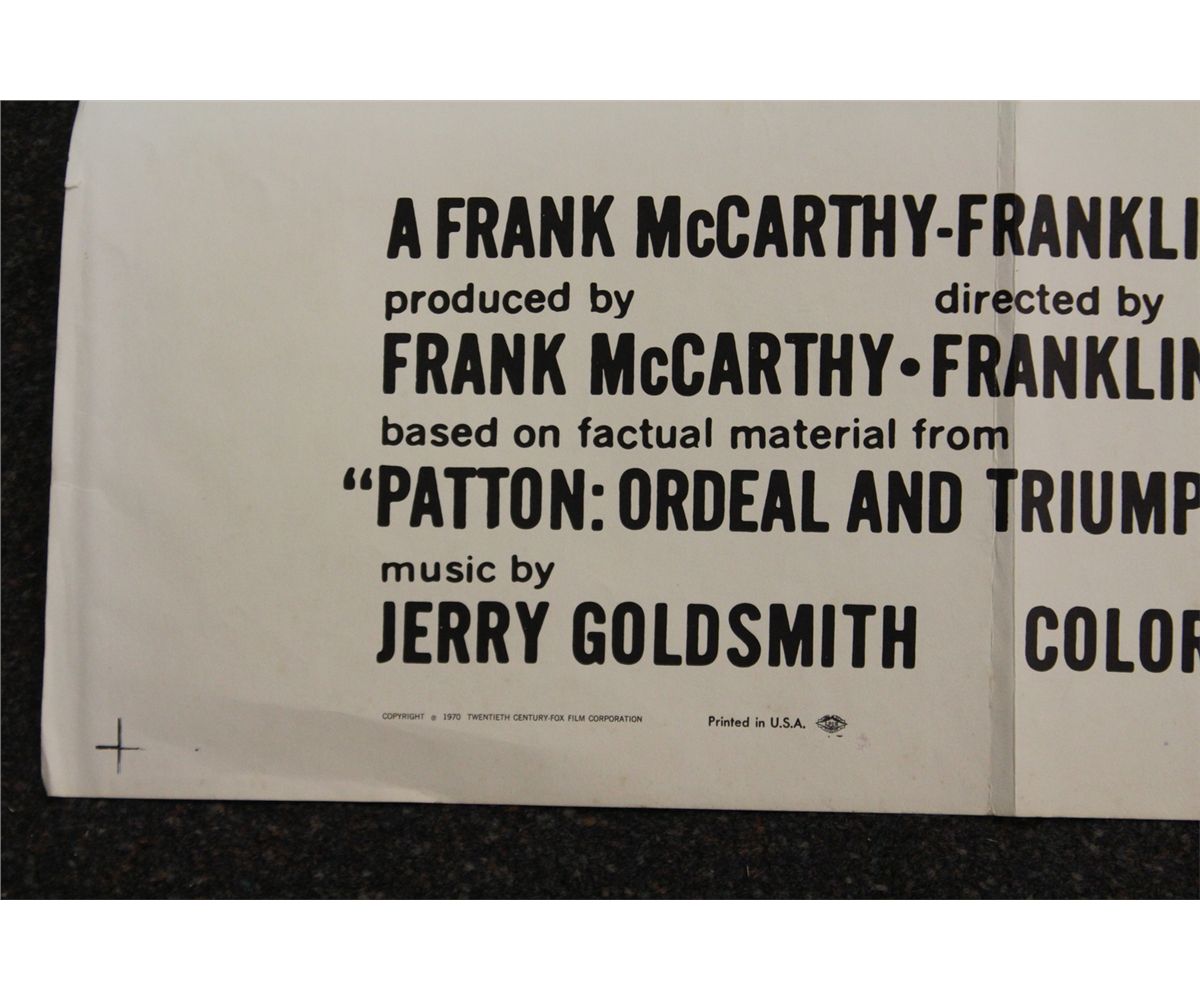 A FRANK McCARTHY-FRANKLI
produced by directed by
FRANK McCARTHY • FRANKLIN
based on factual material from
“PATTON: ORDEAL AND TRIUMP
music by
JERRY GOLDSMITH COLOR
COPYRIGHT © 1970 TWENTIETH CENTURY-FOX FILM CORPORATION Printed in U.S.A.